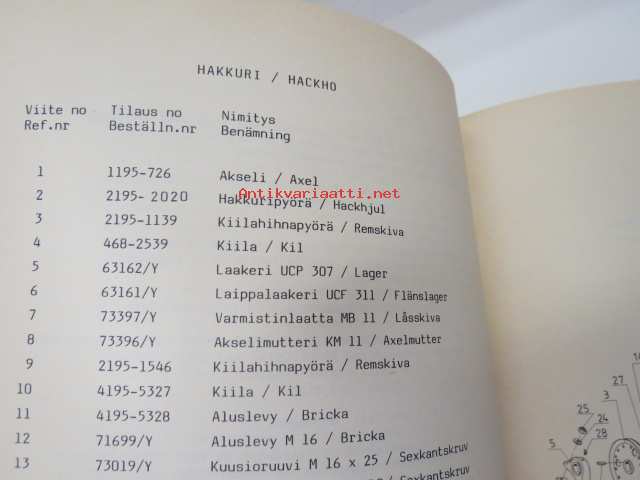 HAKKURI / HACKHO
Viite no Tilaus no Nimitys
Ref.nr Beställn.nr Benämning
1 1195-726 Akseli / Axel
Antikvariaatti.net
2 2195-2020 Hakkuripyörä / Hackhjul
3 2195-1139 Kiilahihnapyörä / Remskiva
4 468-2539 Kiila / Kil
5 63162/Y Laakeri UCP 307 / Lager
6 63161/Y Laippalaakeri UCF 311 / Flänslager
7 73397/Y Varmistinlaatta MB 11 / Låsskiva
8 73396/Y Akselimutteri KM 11 / Axelmutter
9 2195-1546 Kiilahihnapyörä / Remskiva
10 4195-5327 Kiila / Kil
11 4195-5328 Aluslevy / Bricka
12 71699/Y Aluslevy M 16 / Bricka
13 73019/Y Kuusioruuvi M 16 x 25 / Sexkantskruv
27
3
25
24
28
5